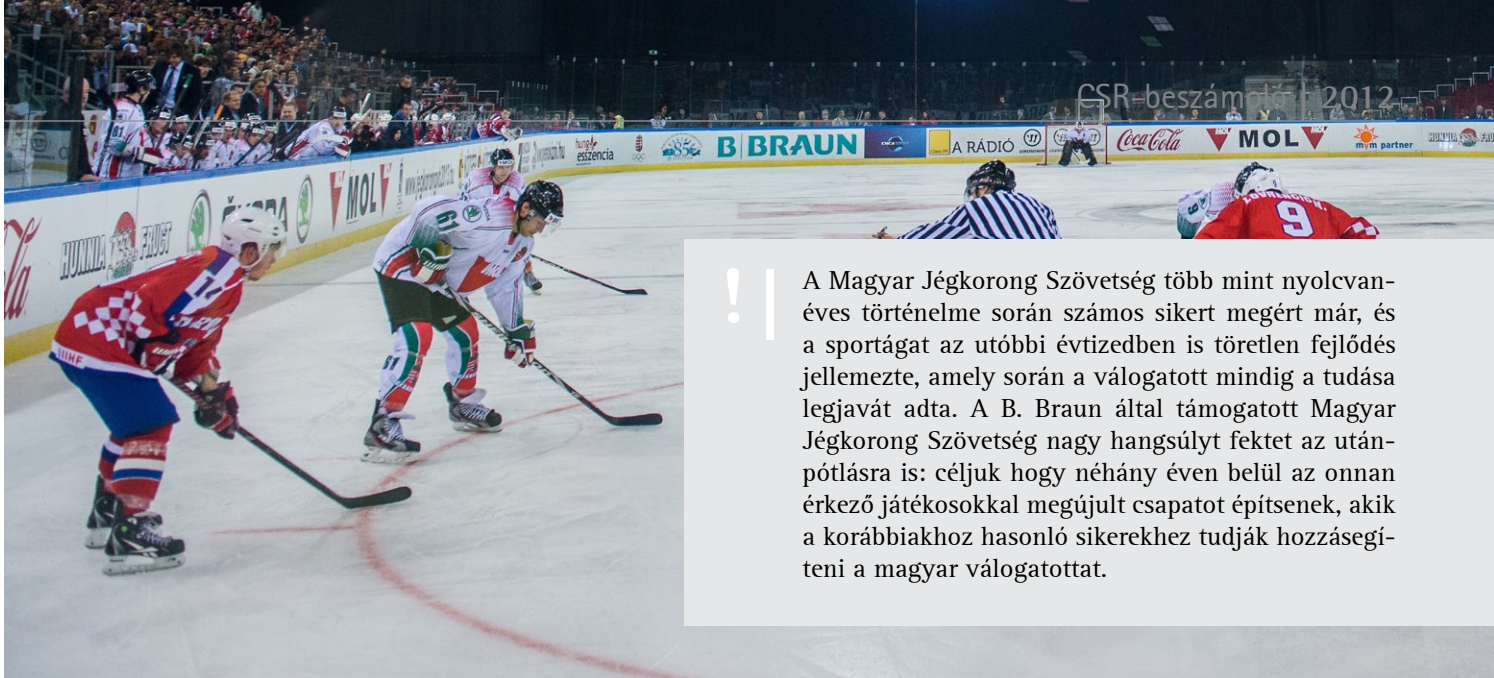 CSR-beszámoló | 2012
B BRAUN
A RÁDIÓ
Coca-Cola
MOL
mvm partner
hung
esszencia
HUNNIA FRUCT
ŠKODA
MOL
61
9
14
61
IIHF
!
A Magyar Jégkorong Szövetség több mint nyolcvan-
éves történelme során számos sikert megért már, és
a sportágat az utóbbi évtizedben is töretlen fejlődés
jellemezte, amely során a válogatott mindig a tudása
legjavát adta. A B. Braun által támogatott Magyar
Jégkorong Szövetség nagy hangsúlyt fektet az után-
pótlásra is: céljuk hogy néhány éven belül az onnan
érkező játékosokkal megújult csapatot építsenek, akik
a korábbiakhoz hasonló sikerekhez tudják hozzásegí-
teni a magyar válogatottat.